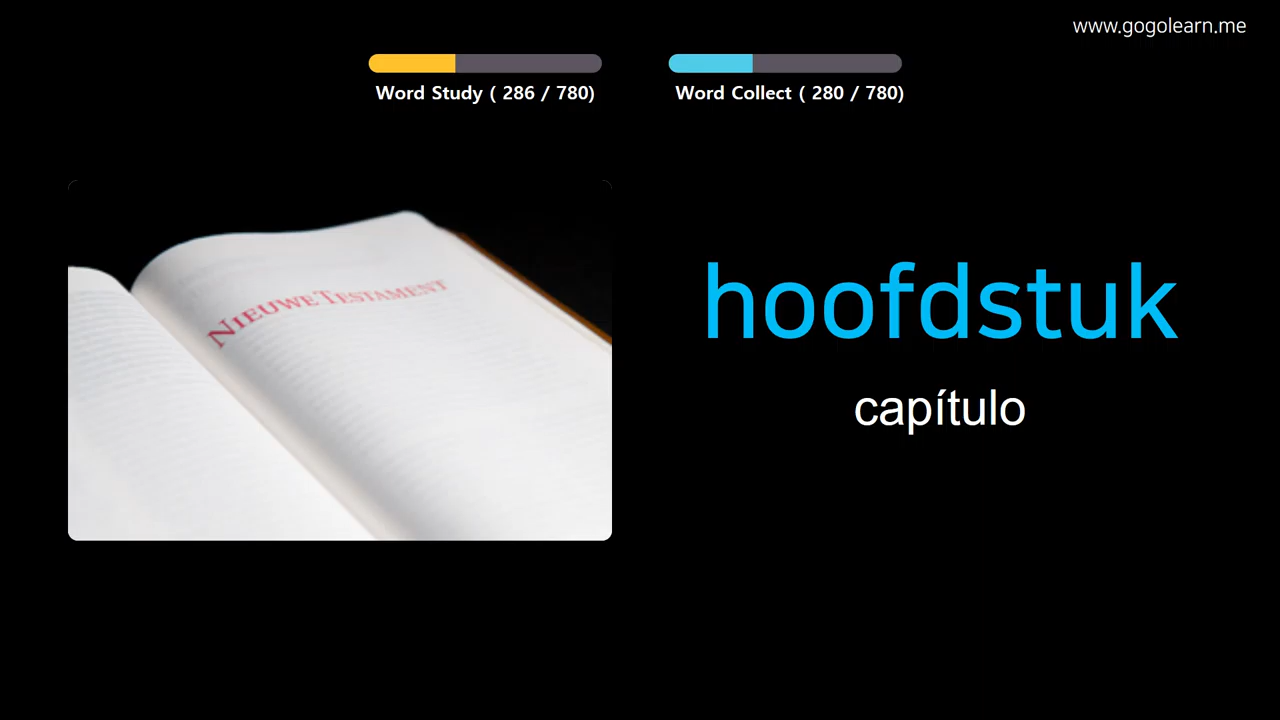 www.gogolearn.me
Word Study ( 286 / 780)
Word Collect ( 280 / 780)
NIEUWE TESTAMENT
hoofdstuk
capítulo